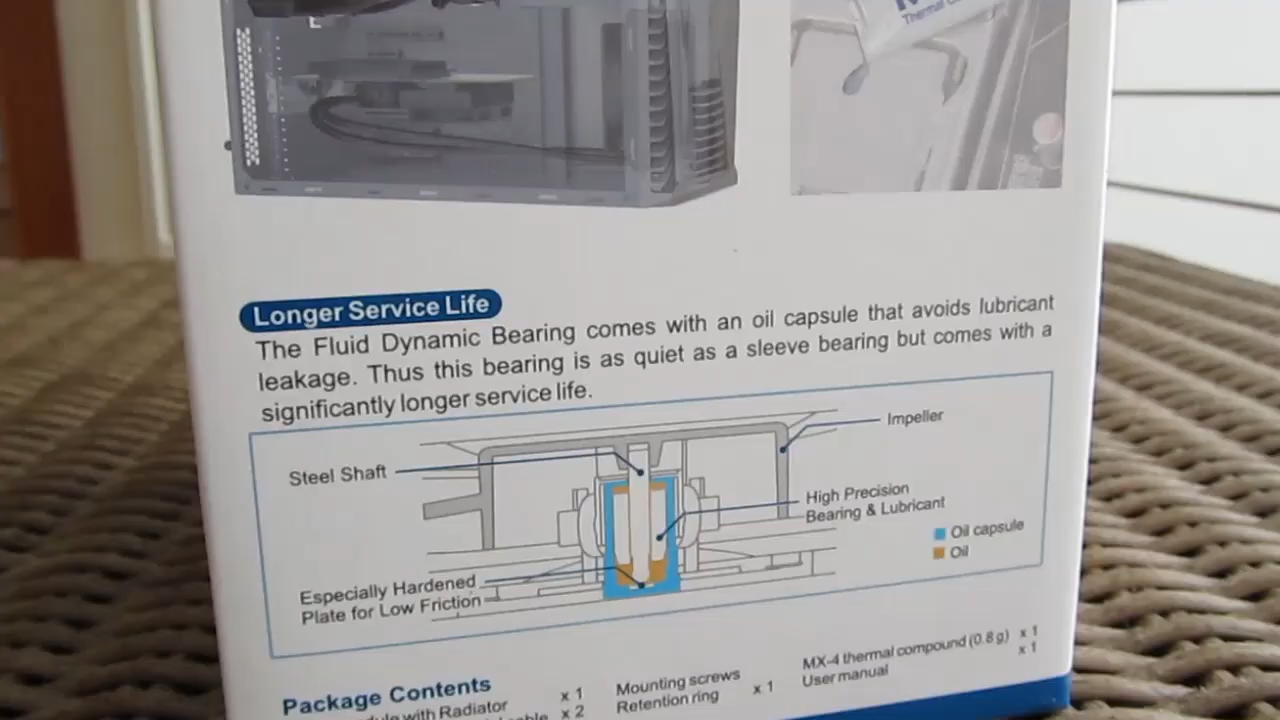 Thermal
Longer Service Life
The Fluid Dynamic Bearing comes with an oil capsule that avoids lubricant
leakage. Thus this bearing is as quiet as a sleeve bearing but comes with a
significantly longer service life.
Impeller
Steel Shaft
High Precision
Bearing & Lubricant
Oil capsule
Oil
Especially Hardened
Plate for Low Friction
Package Contents
with Radiator x 1
x 2
Mounting screws
Retention ring x 1
MX-4 thermal compound (0.8 g) x 1
User manual x 1